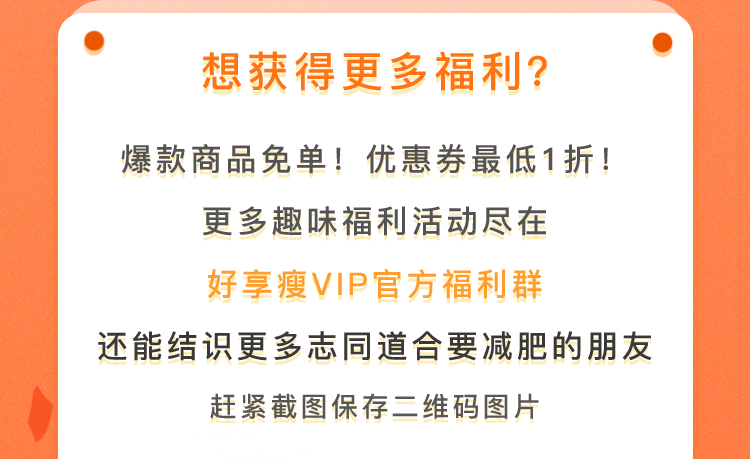 想获得更多福利?
爆款商品免单！优惠券最低1折！
更多趣味福利活动尽在
好享瘦VIP官方福利群
还能结识更多志同道合要减肥的朋友
赶紧截图保存二维码图片